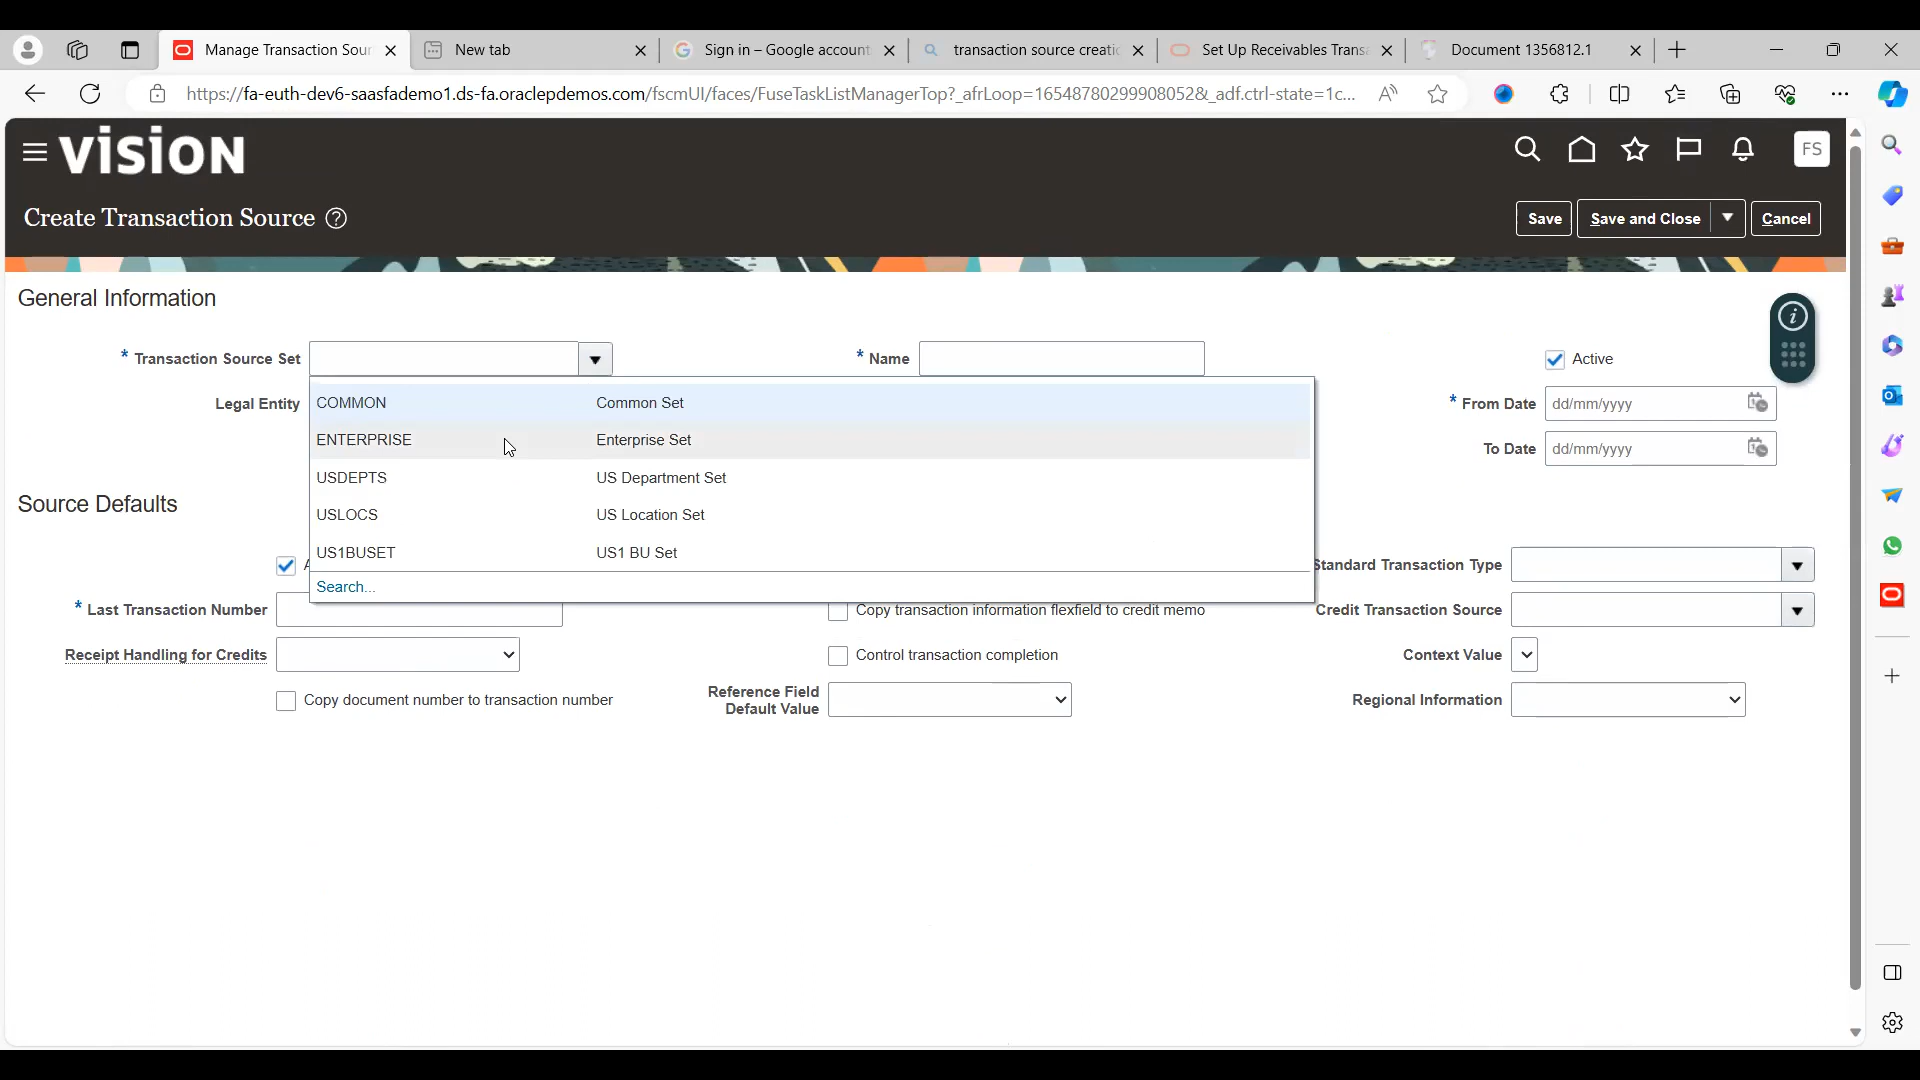 Manage Transaction Sour
New tab
Sign in – Google account
transaction source creatic
Set Up Receivables Transa
Document 1356812.1
https://fa-euth-dev6-saasfademo1.ds-fa.oraclepdemos.com/fscmUI/faces/FuseTaskListManagerTop?_afrLoop=16548780299908052&_adf.ctrl-state=1c...
VISION
FS
Create Transaction Source
Save
Save and Close
Cancel
General Information
* Transaction Source Set
* Name
Active
Legal Entity
COMMON Common Set
* From Date dd/mm/yyyy
ENTERPRISE Enterprise Set
To Date dd/mm/yyyy
USDEPTS US Department Set
Source Defaults
USLOCS US Location Set
US1BUSET US1 BU Set
Standard Transaction Type
Search...
* Last Transaction Number
Copy transaction information flexfield to credit memo
Credit Transaction Source
Receipt Handling for Credits
Control transaction completion
Context Value
Copy document number to transaction number
Reference Field
Default Value
Regional Information